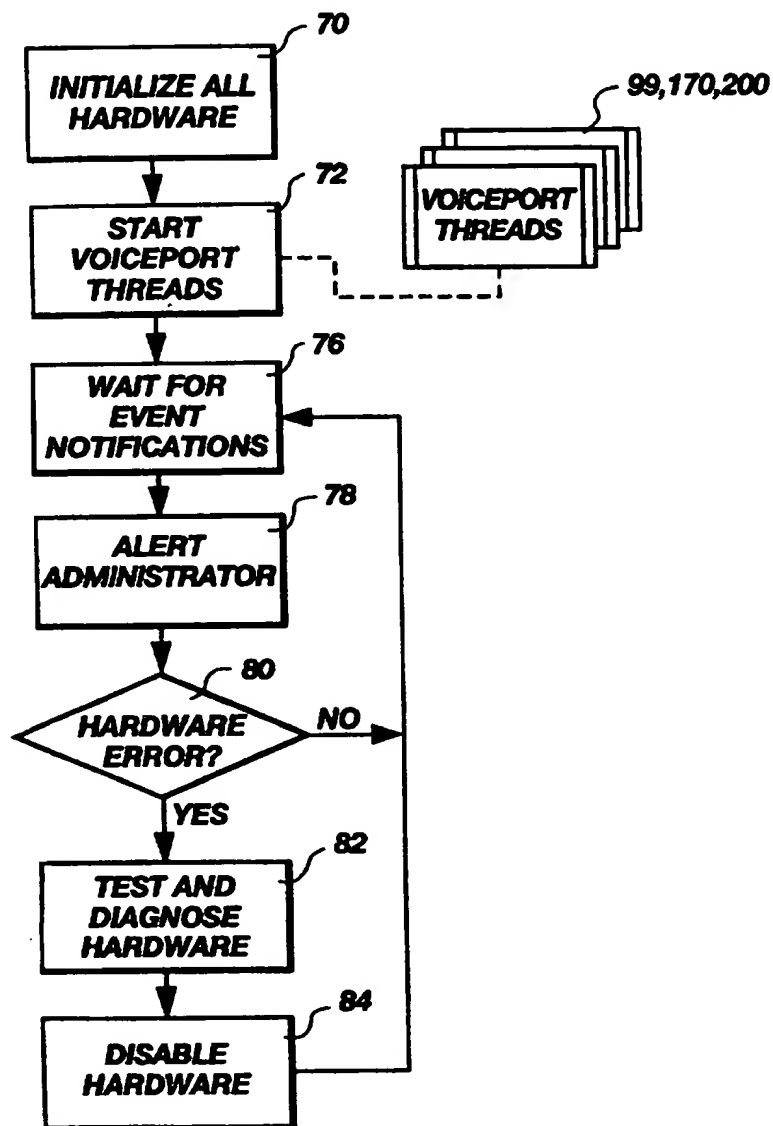 70
INITIALIZE ALL
HARDWARE
99,170,200
VOICEPORT
THREADS
72
START
VOICEPORT
THREADS
76
WAIT FOR
EVENT
NOTIFICATIONS
78
ALERT
ADMINISTRATOR
80
HARDWARE
ERROR?
NO
YES
82
TEST AND
DIAGNOSE
HARDWARE
84
DISABLE
HARDWARE